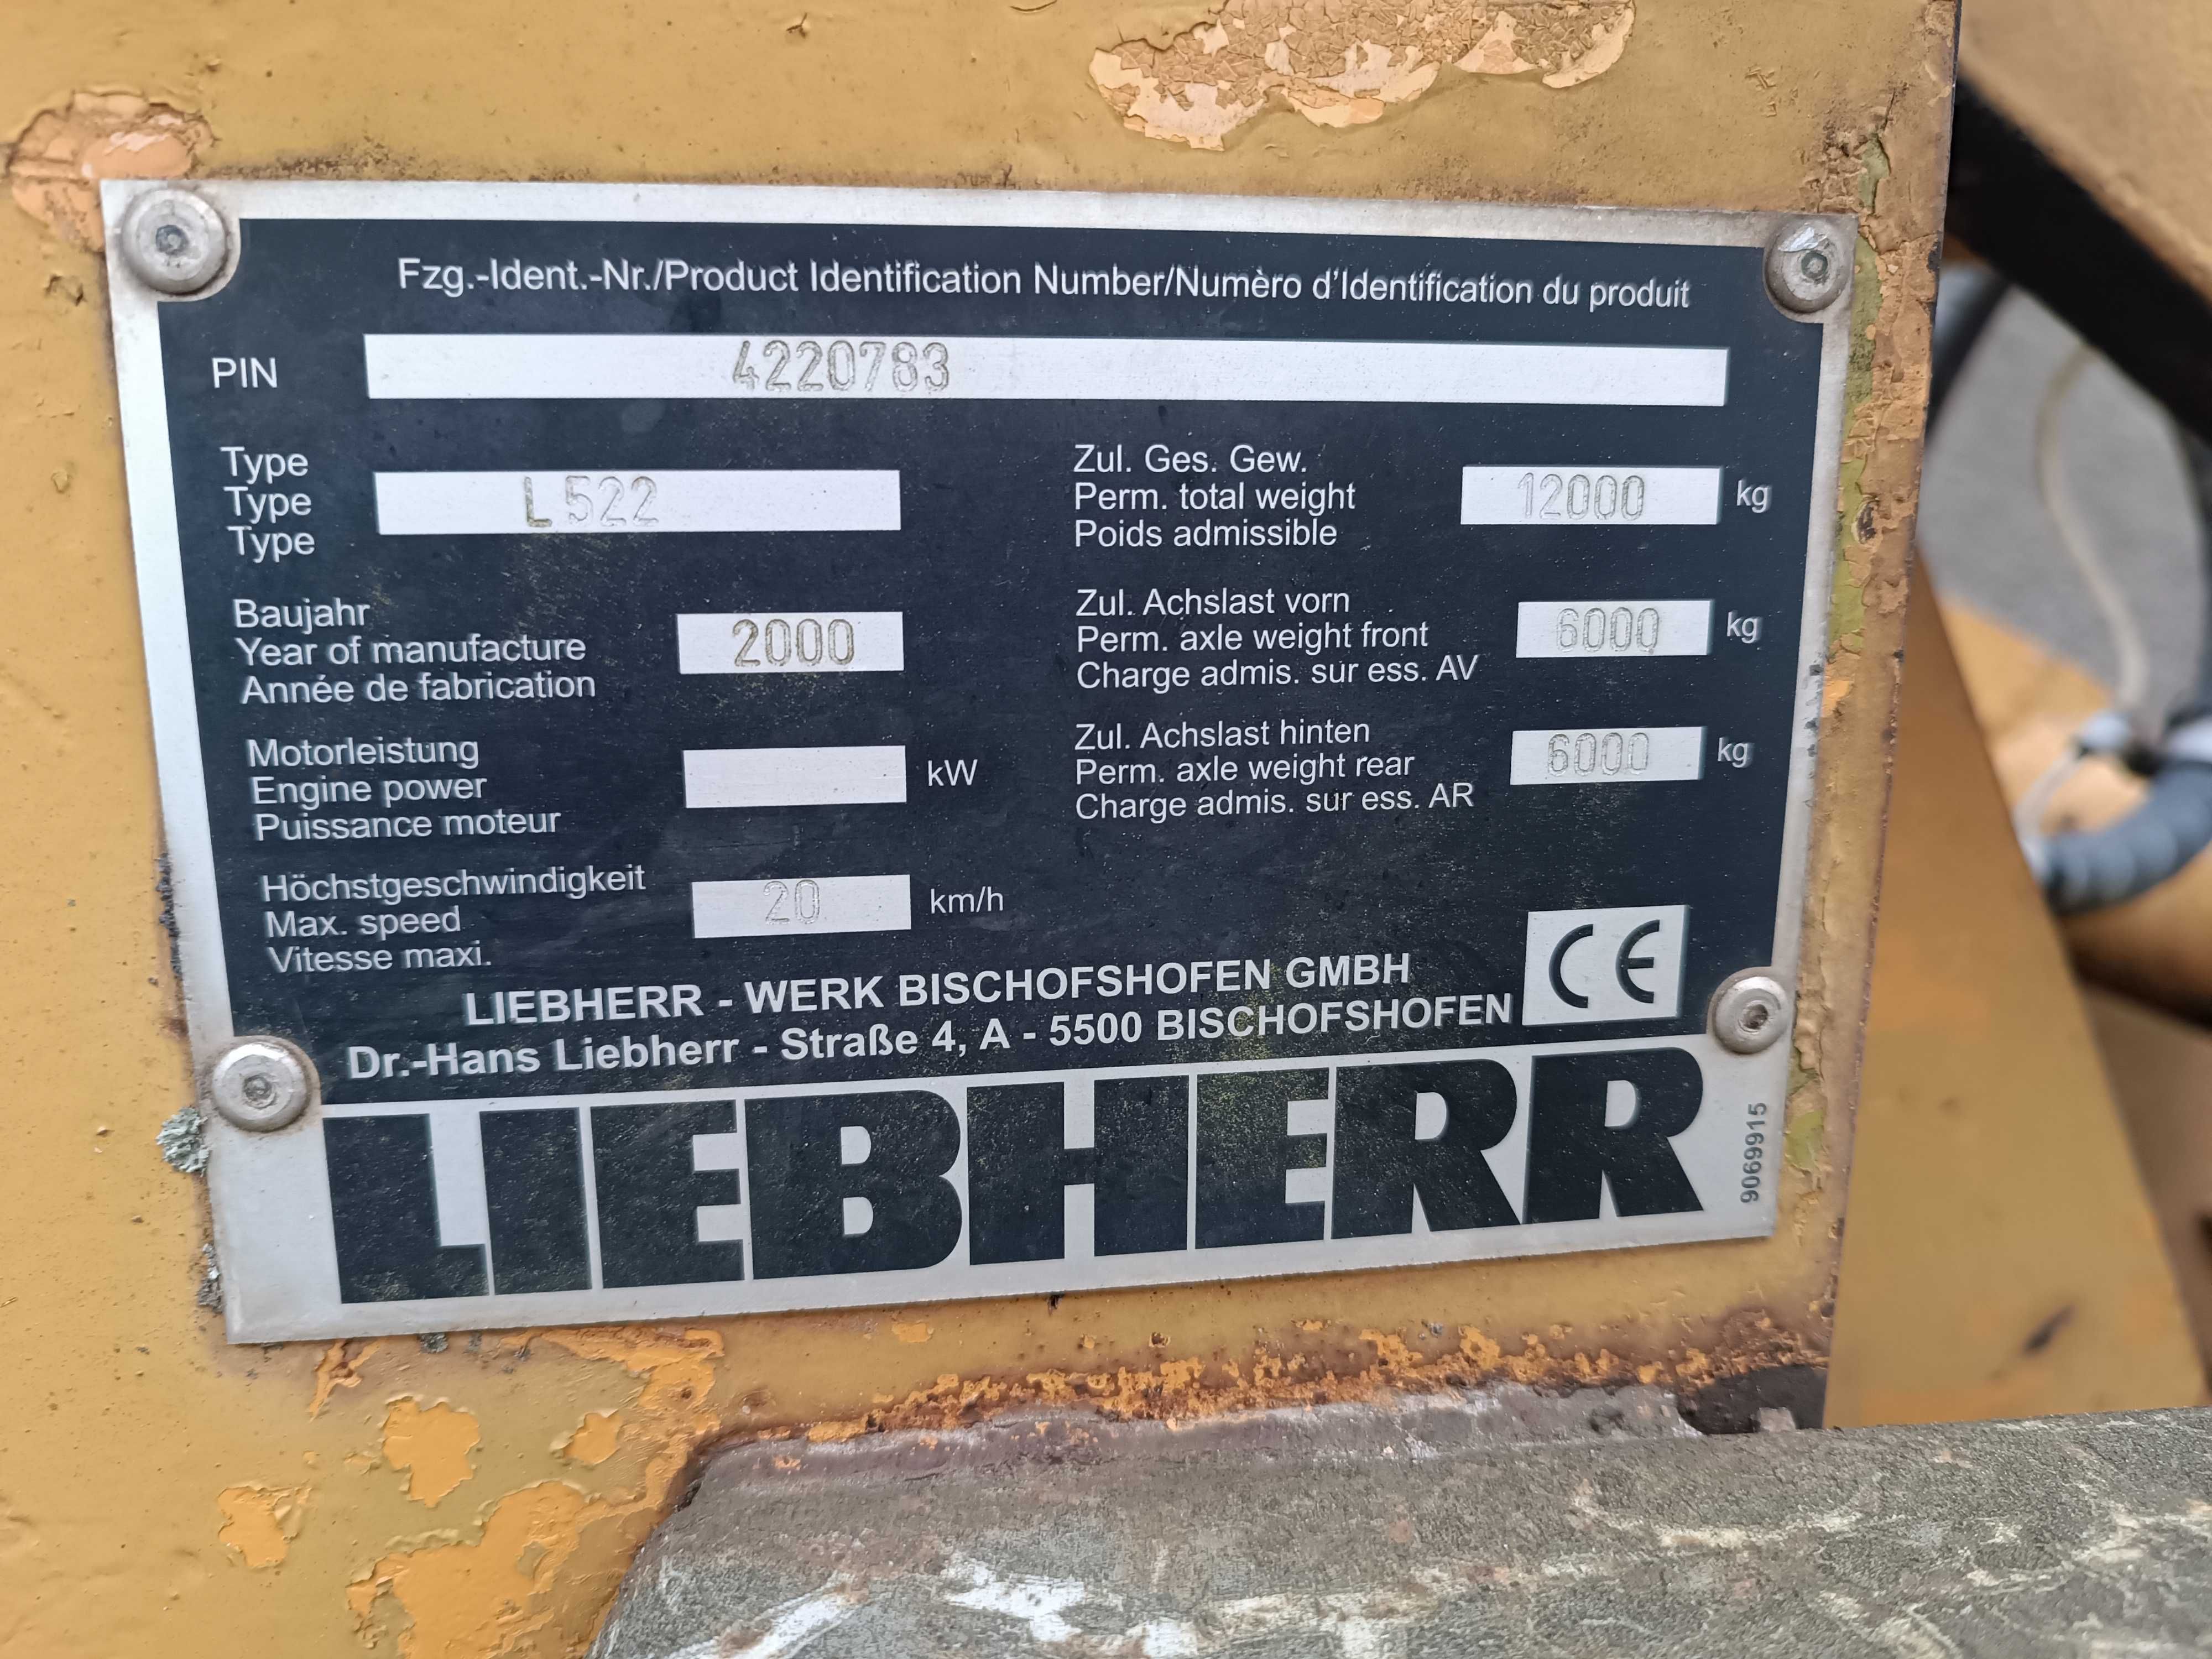 Fzg.-Ident.-Nr./Product Identification Number/Numèro d'Identification du produit
PIN 4220783
Type
Type L522
Type
Baujahr
Year of manufacture 2000
Année de fabrication
Motorleistung
Engine power kW
Puissance moteur
Höchstgeschwindigkeit
Max. speed 20 km/h
Vitesse maxi.
Zul. Ges. Gew.
Perm. total weight 12000 kg
Poids admissible
Zul. Achslast vorn
Perm. axle weight front 6000 kg
Charge admis. sur ess. AV
Zul. Achslast hinten
Perm. axle weight rear 6000 kg
Charge admis. sur ess. AR
LIEBHERR - WERK BISCHOFSHOFEN GMBH
Dr.-Hans Liebherr - Straße 4, A - 5500 BISCHOFSHOFEN
CE
LIEBHERR
9069915